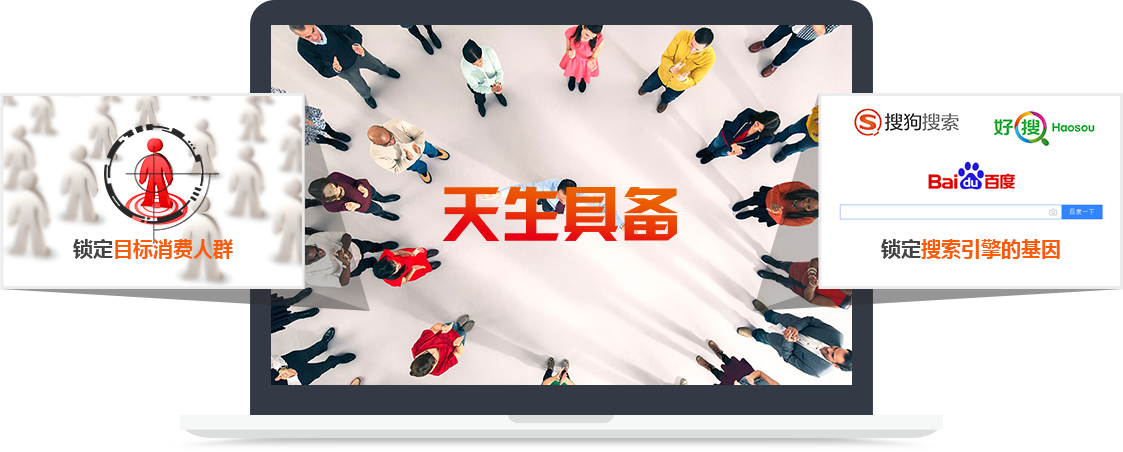 天生具备
锁定目标消费人群
S 搜狗搜索
好搜 Haosou
Bai du 百度
百度一下
锁定搜索引擎的基因